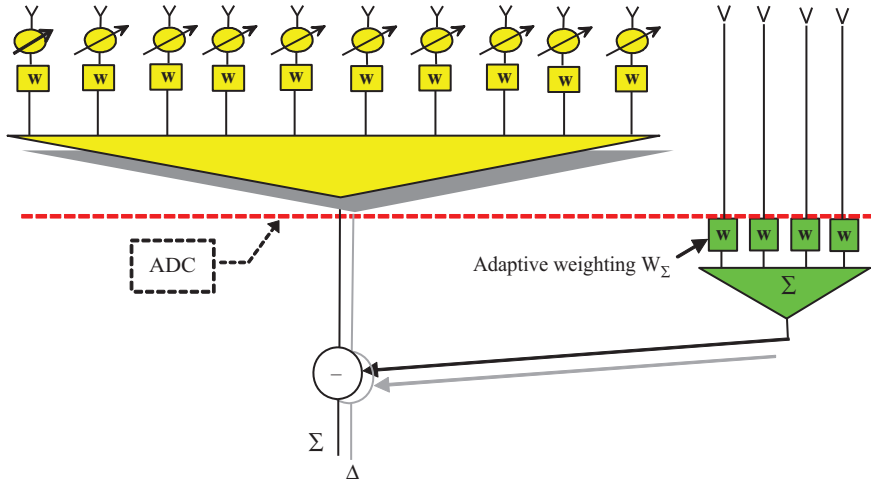 W W W W W W W W W W
W W W W
ADC
Adaptive weighting W_Σ
Σ
−
Σ
Δ